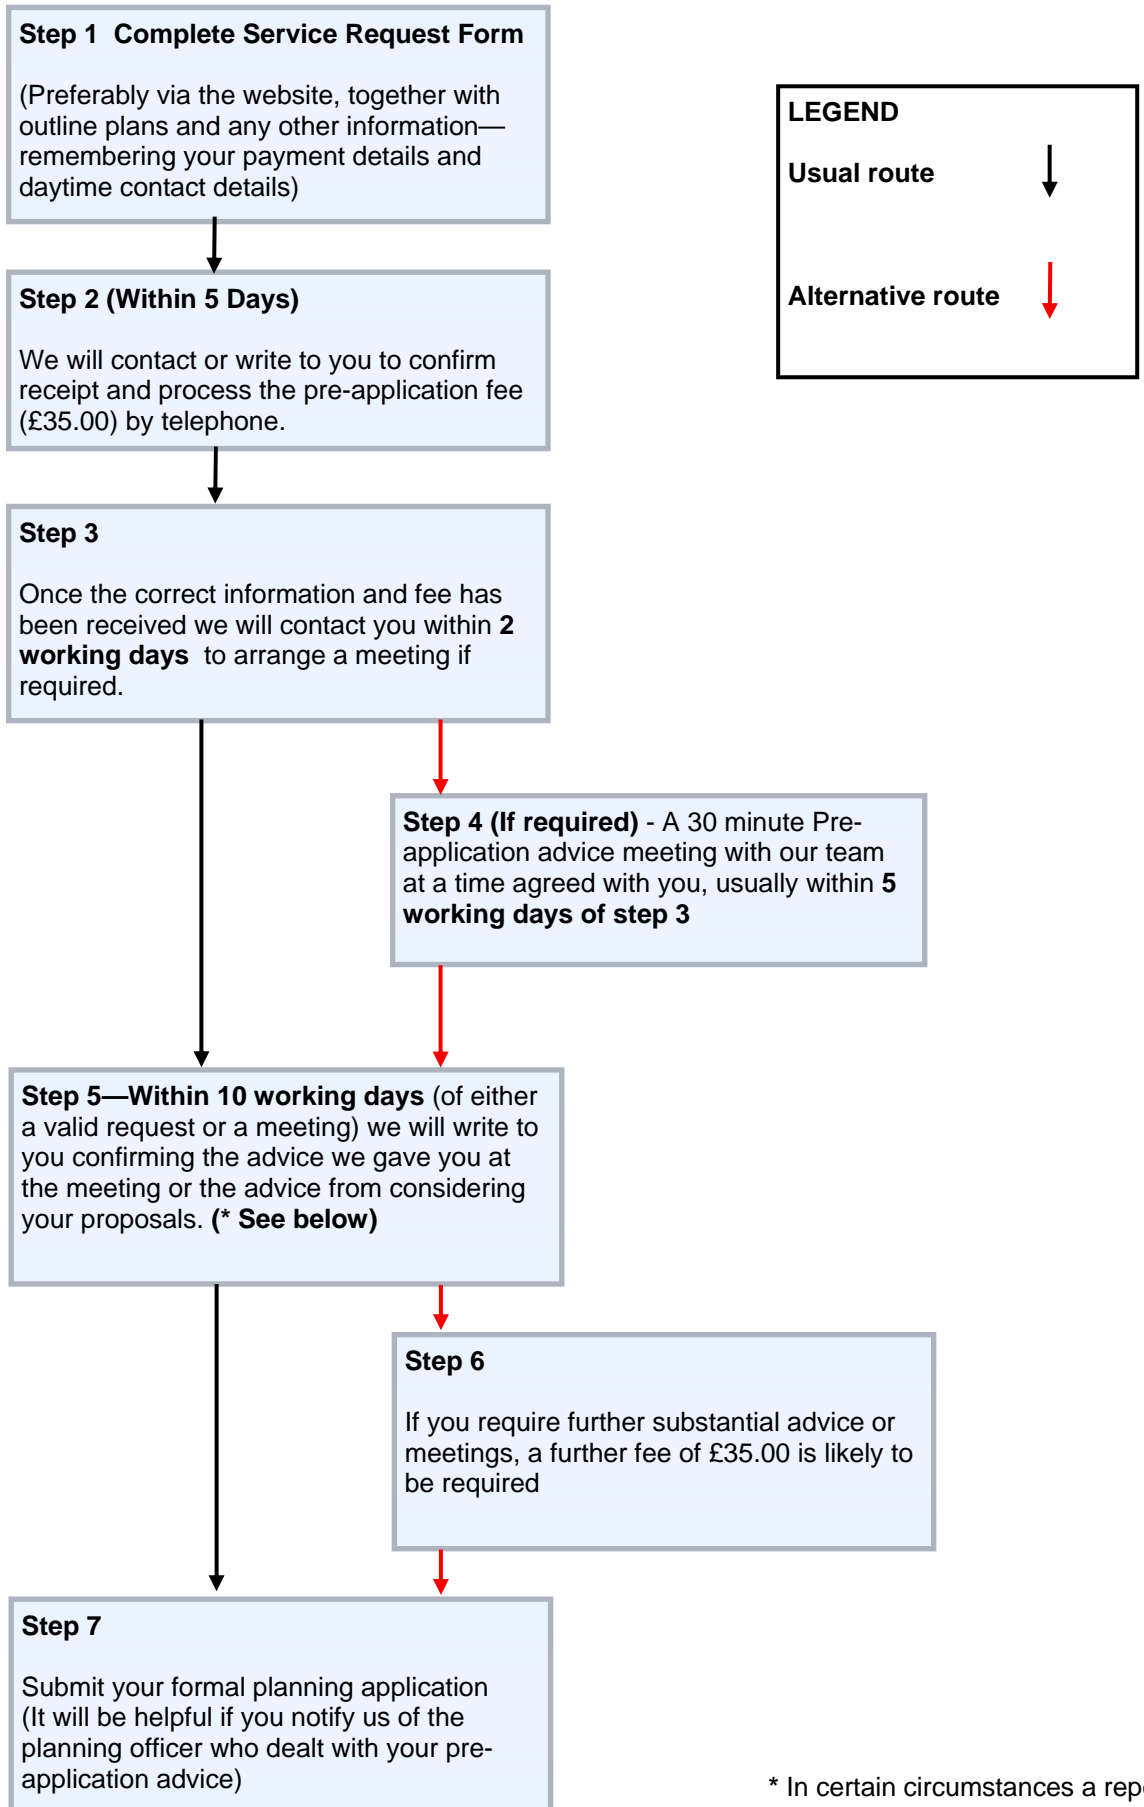 Step 1  Complete Service Request Form
(Preferably via the website, together with
outline plans and any other information—
remembering your payment details and
daytime contact details)
LEGEND
Usual route
Alternative route
Step 2 (Within 5 Days)
We will contact or write to you to confirm
receipt and process the pre-application fee
(£35.00) by telephone.
Step 3
Once the correct information and fee has
been received we will contact you within 2
working days  to arrange a meeting if
required.
Step 4 (If required) - A 30 minute Pre-
application advice meeting with our team
at a time agreed with you, usually within 5
working days of step 3
Step 5—Within 10 working days (of either
a valid request or a meeting) we will write to
you confirming the advice we gave you at
the meeting or the advice from considering
your proposals. (* See below)
Step 6
If you require further substantial advice or
meetings, a further fee of £35.00 is likely to
be required
Step 7
Submit your formal planning application
(It will be helpful if you notify us of the
planning officer who dealt with your pre-
application advice)
* In certain circumstances a